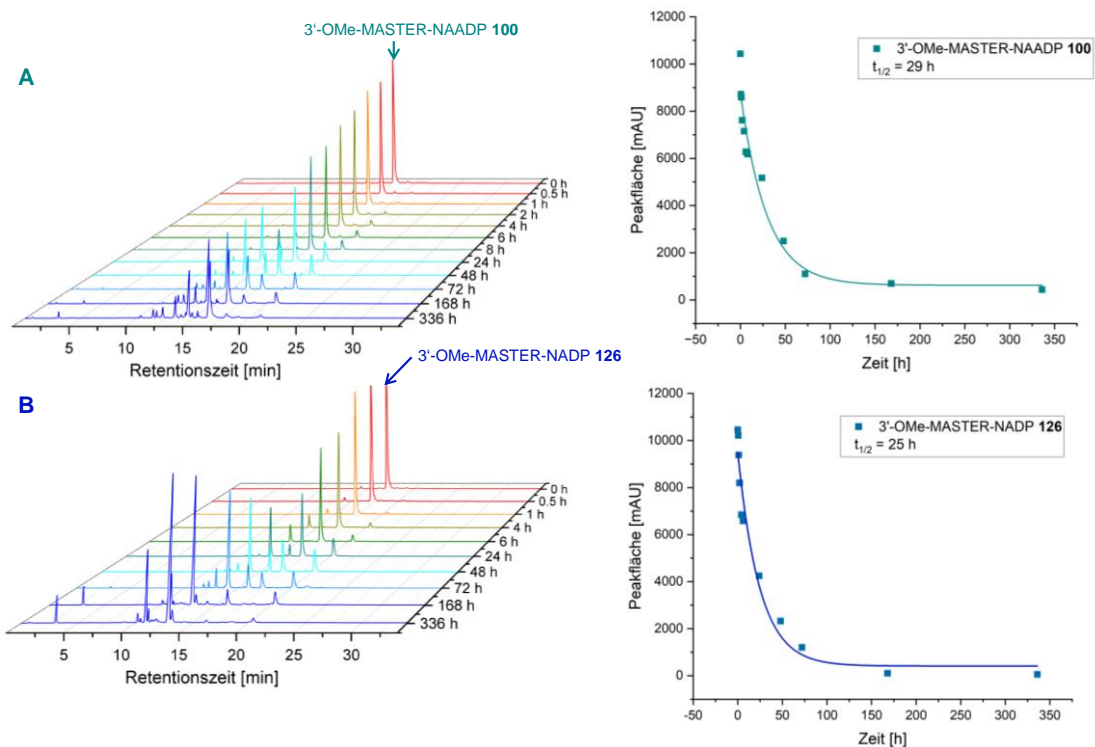 3'-OMe-MASTER-NAADP 100
A
0 h
0.5 h
1 h
2 h
4 h
6 h
8 h
24 h
48 h
72 h
168 h
336 h
5 10 15 20 25 30
Retentionszeit [min]
12000
10000
8000
6000
4000
2000
0
Peakfläche [mAU]
3'-OMe-MASTER-NAADP 100
t1/2 = 29 h
−50 0 50 100 150 200 250 300 350
Zeit [h]
3'-OMe-MASTER-NADP 126
B
0 h
0.5 h
1 h
4 h
6 h
24 h
48 h
72 h
168 h
336 h
5 10 15 20 25 30
Retentionszeit [min]
12000
10000
8000
6000
4000
2000
0
Peakfläche [mAU]
3'-OMe-MASTER-NADP 126
t1/2 = 25 h
-50 0 50 100 150 200 250 300 350
Zeit [h]